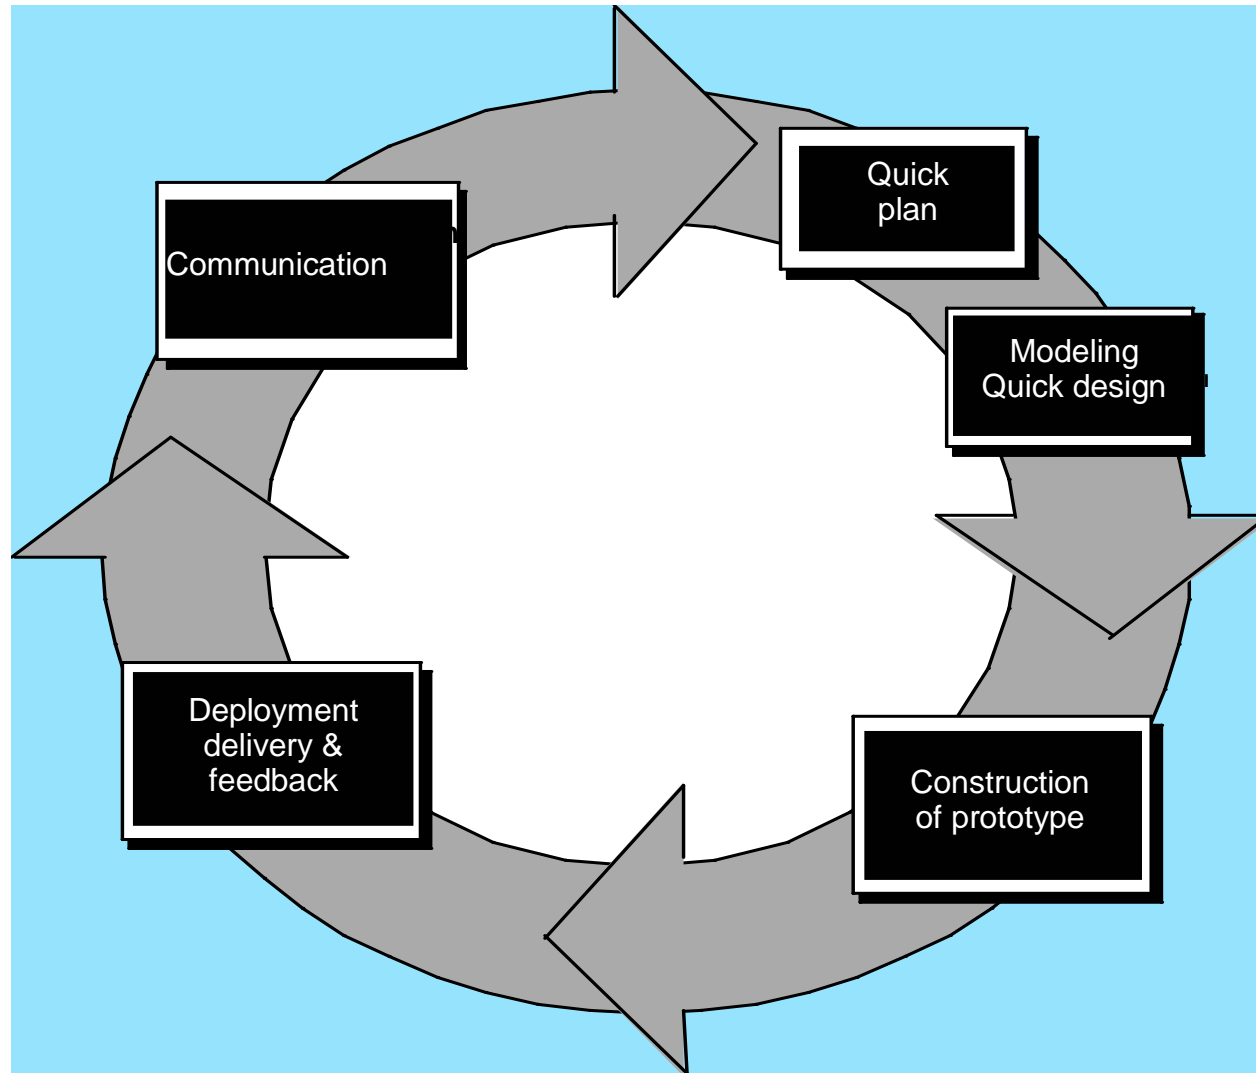 Communication
Quick
plan
Modeling
Quick design
Construction
of prototype
Deployment
delivery &
feedback